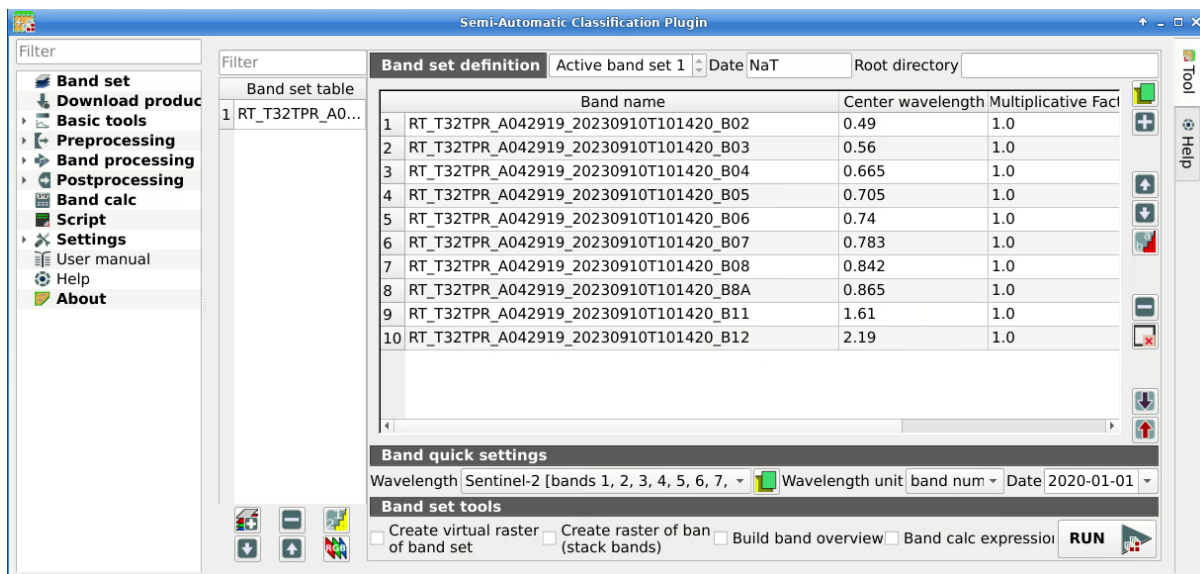 Semi-Automatic Classification Plugin
Filter
Band set
Download produc
Basic tools
Preprocessing
Band processing
Postprocessing
Band calc
Script
Settings
User manual
Help
About
Filter
Band set table
1 RT_T32TPR_A0...
Band set definition Active band set 1 Date NaT Root directory
Band name Center wavelength Multiplicative Fact
1 RT_T32TPR_A042919_20230910T101420_B02 0.49 1.0
2 RT_T32TPR_A042919_20230910T101420_B03 0.56 1.0
3 RT_T32TPR_A042919_20230910T101420_B04 0.665 1.0
4 RT_T32TPR_A042919_20230910T101420_B05 0.705 1.0
5 RT_T32TPR_A042919_20230910T101420_B06 0.74 1.0
6 RT_T32TPR_A042919_20230910T101420_B07 0.783 1.0
7 RT_T32TPR_A042919_20230910T101420_B08 0.842 1.0
8 RT_T32TPR_A042919_20230910T101420_B8A 0.865 1.0
9 RT_T32TPR_A042919_20230910T101420_B11 1.61 1.0
10 RT_T32TPR_A042919_20230910T101420_B12 2.19 1.0
Band quick settings
Wavelength Sentinel-2 [bands 1, 2, 3, 4, 5, 6, 7, Wavelength unit band num Date 2020-01-01
Band set tools
Create virtual raster
of band set
Create raster of ban
(stack bands)
Build band overview
Band calc expression
RUN
RGB
Tool
Help